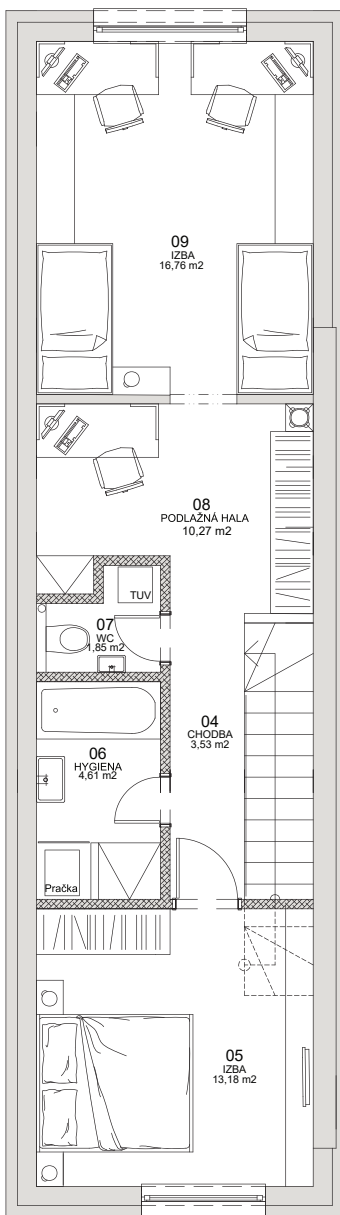 09
IZBA
16,76 m2
08
PODLAŽNÁ HALA
10,27 m2
TUV
07
WC
1,85 m2
04
CHODBA
3,53 m2
06
HYGIENA
4,61 m2
Pračka
05
IZBA
13,18 m2